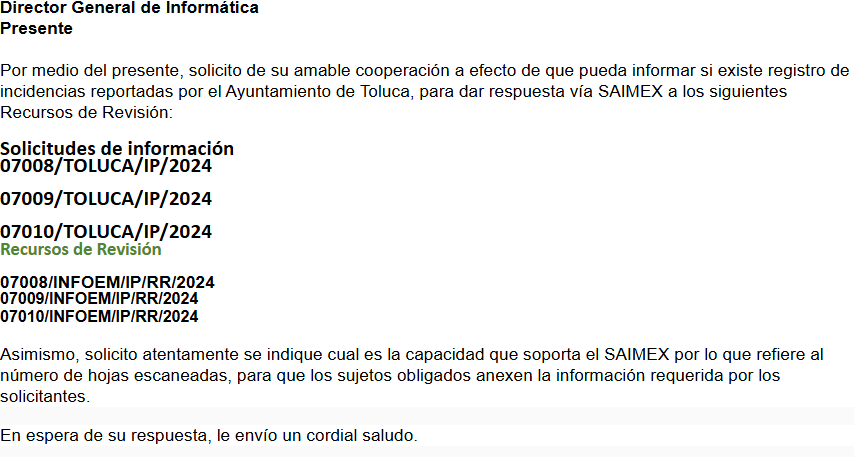 Director General de Informática
Presente
Por medio del presente, solicito de su amable cooperación a efecto de que pueda informar si existe registro de
incidencias reportadas por el Ayuntamiento de Toluca, para dar respuesta vía SAIMEX a los siguientes
Recursos de Revisión:
Solicitudes de información
07008/TOLUCA/IP/2024
07009/TOLUCA/IP/2024
07010/TOLUCA/IP/2024
Recursos de Revisión
07008/INFOEM/IP/RR/2024
07009/INFOEM/IP/RR/2024
07010/INFOEM/IP/RR/2024
Asimismo, solicito atentamente se indique cual es la capacidad que soporta el SAIMEX por lo que refiere al
número de hojas escaneadas, para que los sujetos obligados anexen la información requerida por los
solicitantes.
En espera de su respuesta, le envío un cordial saludo.